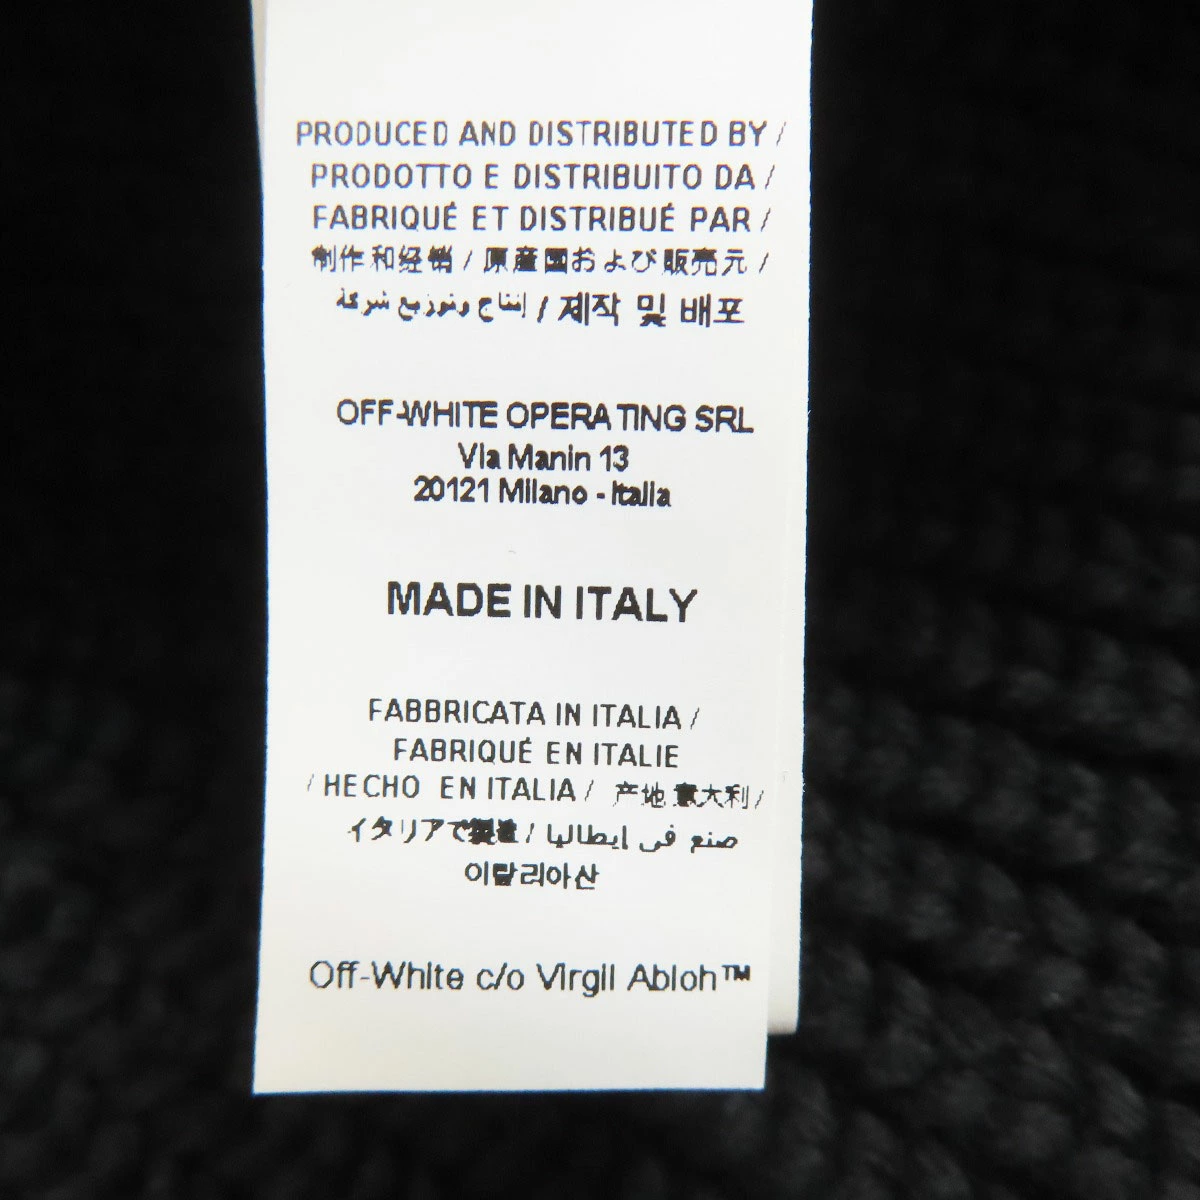 PRODUCED AND DISTRIBUTED BY /
PRODOTTO E DISTRIBUITO DA /
FABRIQUÉ ET DISTRIBUÉ PAR /
制作和经销 / 原産国および販売元 /
إنتاج وتوزيع شركة / 제작 및 배포
OFF-WHITE OPERATING SRL
Via Manin 13
20121 Milano - Italia
MADE IN ITALY
FABBRICATA IN ITALIA /
FABRIQUÉ EN ITALIE
/ HECHO EN ITALIA / 产地 意大利 /
イタリアで製造 / صنع في ايطاليا
이탈리아산
Off-White c/o Virgil Abloh™